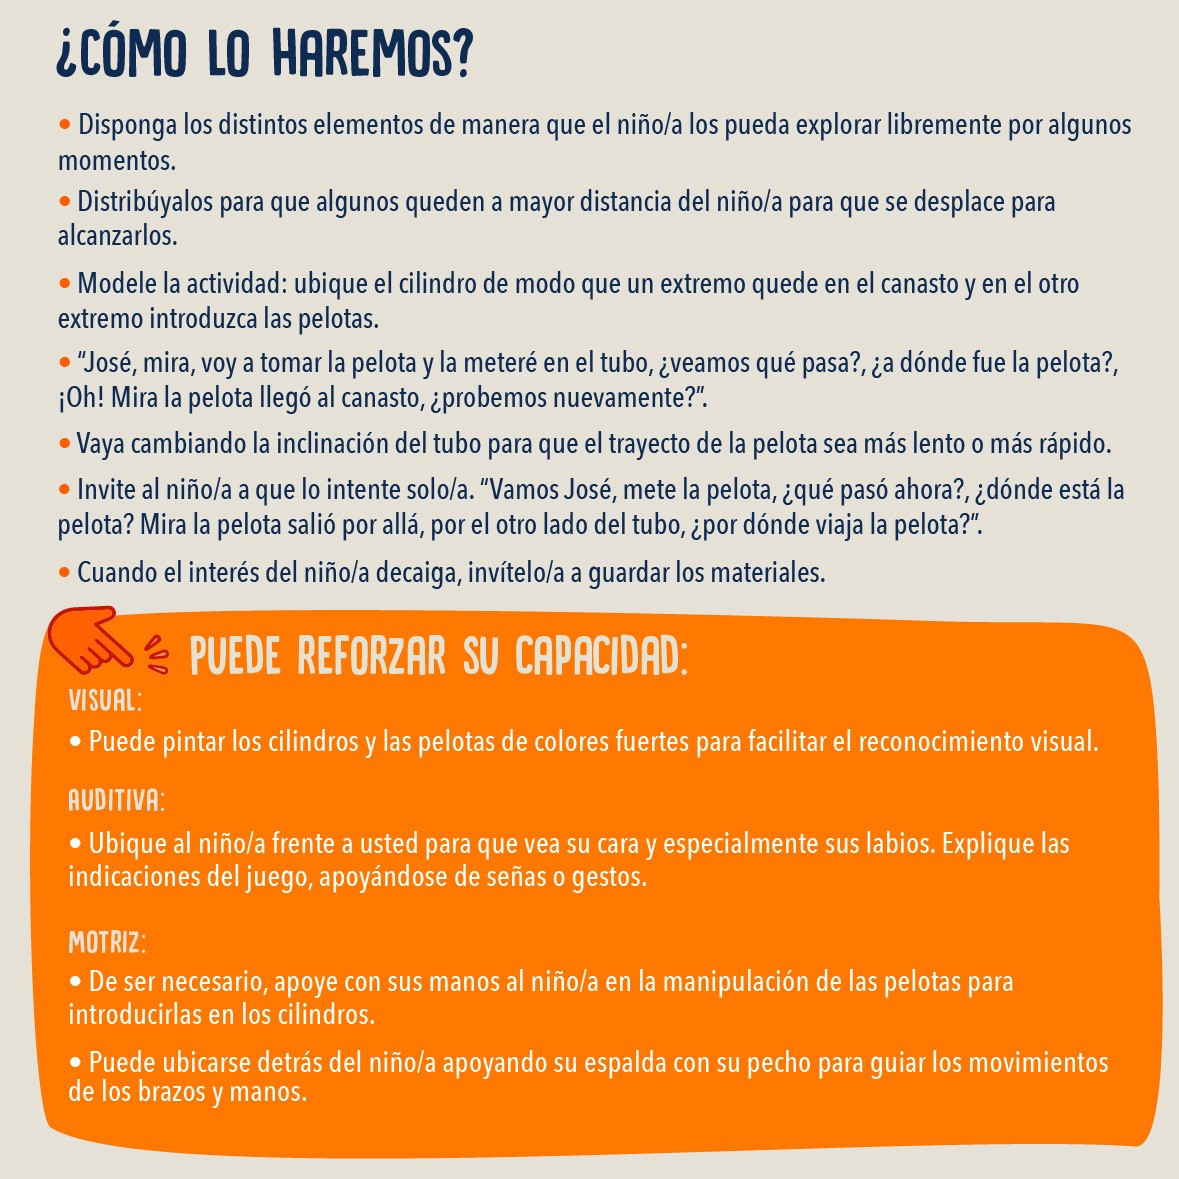 ¿CÓMO LO HAREMOS?
• Disponga los distintos elementos de manera que el niño/a los pueda explorar libremente por algunos
momentos.
• Distribúyalos para que algunos queden a mayor distancia del niño/a para que se desplace para
alcanzarlos.
• Modele la actividad: ubique el cilindro de modo que un extremo quede en el canasto y en el otro
extremo introduzca las pelotas.
• “José, mira, voy a tomar la pelota y la meteré en el tubo, ¿veamos qué pasa?, ¿a dónde fue la pelota?,
¡Oh! Mira la pelota llegó al canasto, ¿probemos nuevamente?”.
• Vaya cambiando la inclinación del tubo para que el trayecto de la pelota sea más lento o más rápido.
• Invite al niño/a a que lo intente solo/a. “Vamos José, mete la pelota, ¿qué pasó ahora?, ¿dónde está la
pelota? Mira la pelota salió por allá, por el otro lado del tubo, ¿por dónde viaja la pelota?”.
• Cuando el interés del niño/a decaiga, invítelo/a a guardar los materiales.
PUEDE REFORZAR SU CAPACIDAD:
VISUAL:
• Puede pintar los cilindros y las pelotas de colores fuertes para facilitar el reconocimiento visual.
AUDITIVA:
• Ubique al niño/a frente a usted para que vea su cara y especialmente sus labios. Explique las
indicaciones del juego, apoyándose de señas o gestos.
MOTRIZ:
• De ser necesario, apoye con sus manos al niño/a en la manipulación de las pelotas para
introducirlas en los cilindros.
• Puede ubicarse detrás del niño/a apoyando su espalda con su pecho para guiar los movimientos
de los brazos y manos.